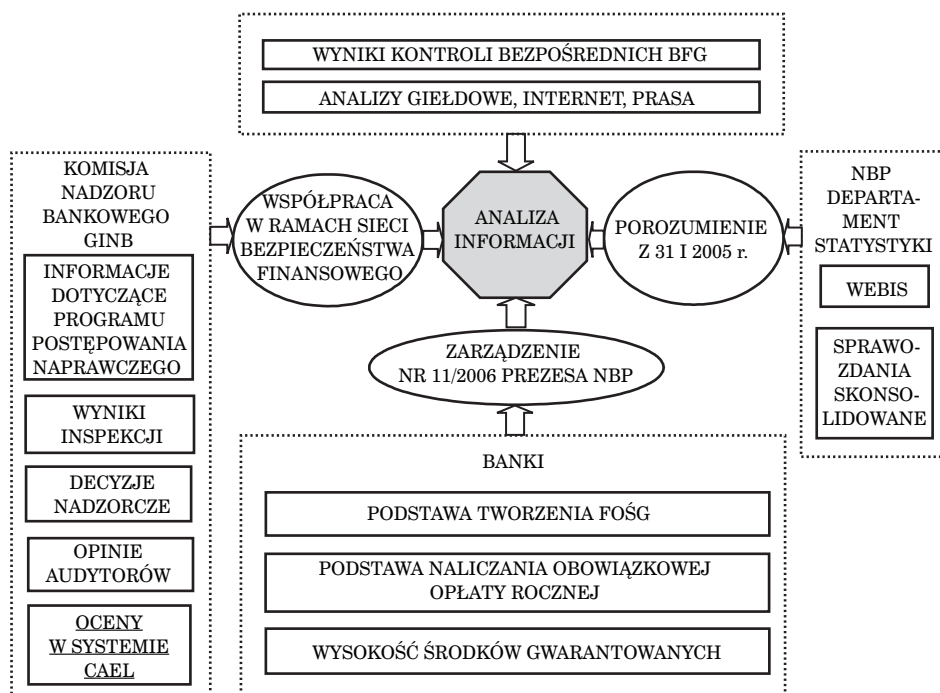 WYNIKI KONTROLI BEZPOŚREDNICH BFG
ANALIZY GIEŁDOWE, INTERNET, PRASA
KOMISJA
NADZORU
BANKOWEGO
GINB
INFORMACJE
DOTYCZĄCE
PROGRAMU
POSTĘPOWANIA
NAPRAWCZEGO
WYNIKI
INSPEKCJI
DECYZJE
NADZORCZE
OPINIE
AUDYTORÓW
OCENY
W SYSTEMIE
CAEL
WSPÓŁPRACA
W RAMACH SIECI
BEZPIECZEŃSTWA
FINANSOWEGO
ANALIZA
INFORMACJI
POROZUMIENIE
Z 31 I 2005 r.
NBP
DEPARTA-
MENT
STATYSTYKI
WEBIS
SPRAWO-
ZDANIA
SKONSO-
LIDOWANE
ZARZĄDZENIE
NR 11/2006 PREZESA NBP
BANKI
PODSTAWA TWORZENIA FOŚG
PODSTAWA NALICZANIA OBOWIĄZKOWEJ
OPŁATY ROCZNEJ
WYSOKOŚĆ ŚRODKÓW GWARANTOWANYCH